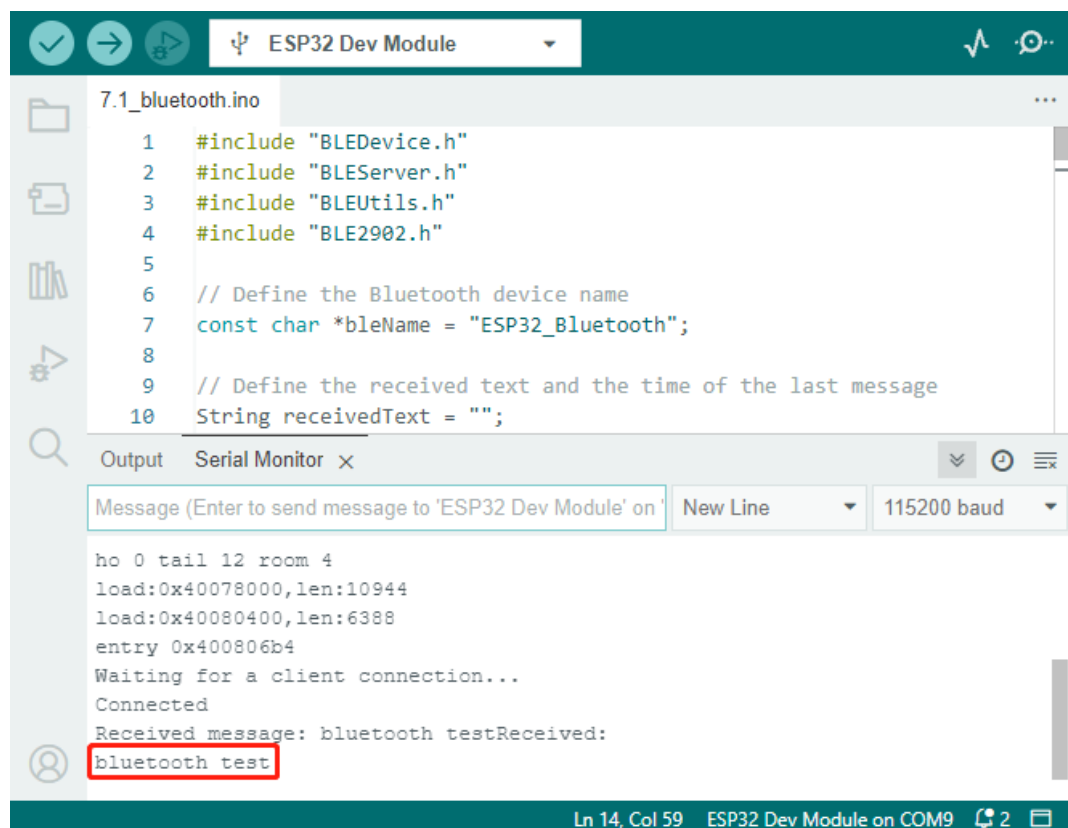 ESP32 Dev Module
7.1_bluetooth.ino
1 #include "BLEDevice.h"
2 #include "BLEServer.h"
3 #include "BLEUtils.h"
4 #include "BLE2902.h"
5
6 // Define the Bluetooth device name
7 const char *bleName = "ESP32_Bluetooth";
8
9 // Define the received text and the time of the last message
10 String receivedText = "";
Output Serial Monitor
Message (Enter to send message to 'ESP32 Dev Module' on ' New Line 115200 baud
ho 0 tail 12 room 4
load:0x40078000,len:10944
load:0x40080400,len:6388
entry 0x400806b4
Waiting for a client connection...
Connected
Received message: bluetooth testReceived:
bluetooth test
Ln 14, Col 59 ESP32 Dev Module on COM9 2